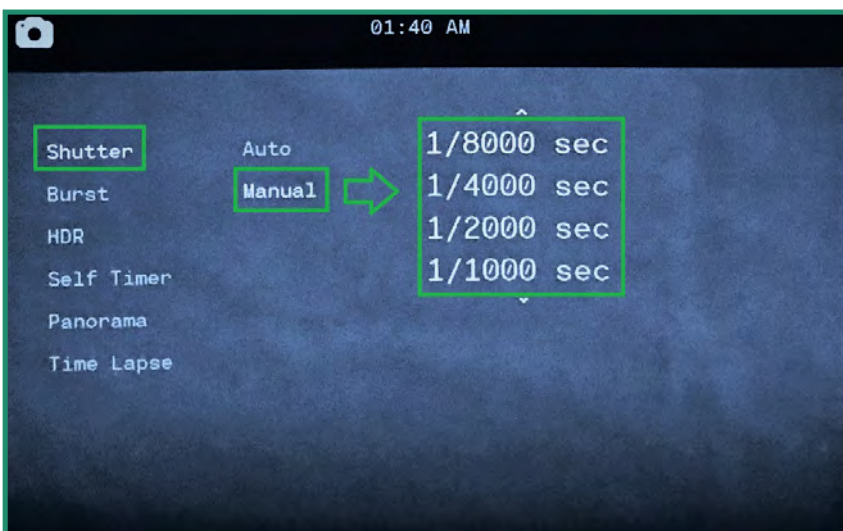 01:40 AM
Shutter
Auto
1/8000 sec
Burst
Manual
1/4000 sec
HDR
1/2000 sec
Self Timer
1/1000 sec
Panorama
Time Lapse